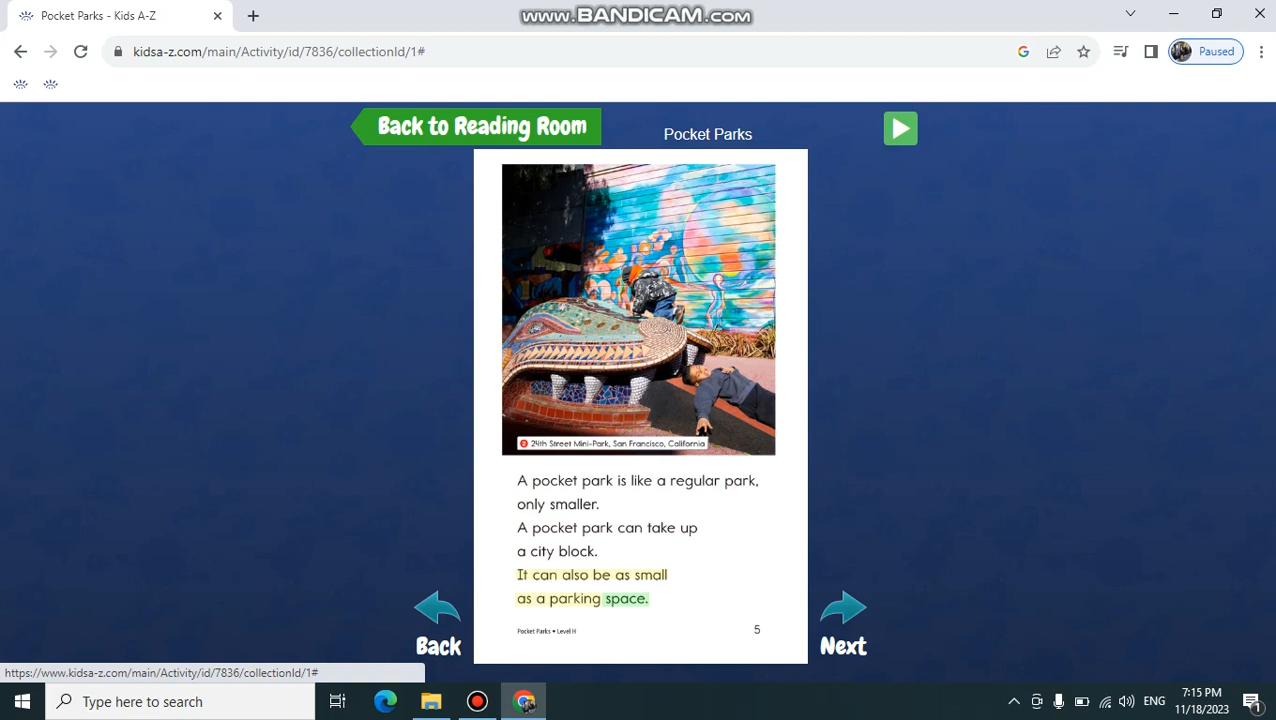 Pocket Parks - Kids A-Z
www.BANDICAM.com
kidsa-z.com/main/Activity/id/7836/collectionId/1#
Paused
Back to Reading Room
Pocket Parks
2 24th Street Mini-Park, San Francisco, California
A pocket park is like a regular park,
only smaller.
A pocket park can take up
a city block.
It can also be as small
as a parking space.
Pocket Parks • Level H
5
Back
Next
https://www.kidsa-z.com/main/Activity/id/7836/collectionId/1#
Type here to search
ENG
7:15 PM
11/18/2023
1